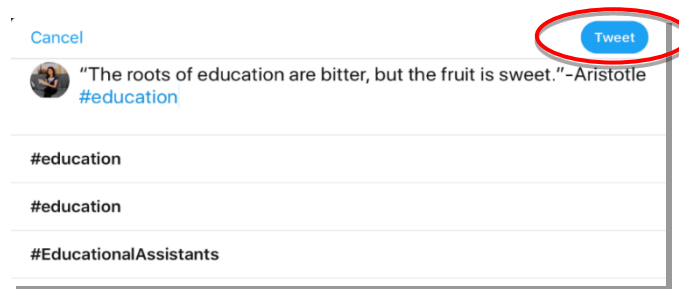 Cancel
Tweet
“The roots of education are bitter, but the fruit is sweet.”-Aristotle
#education
#education
#education
#EducationalAssistants